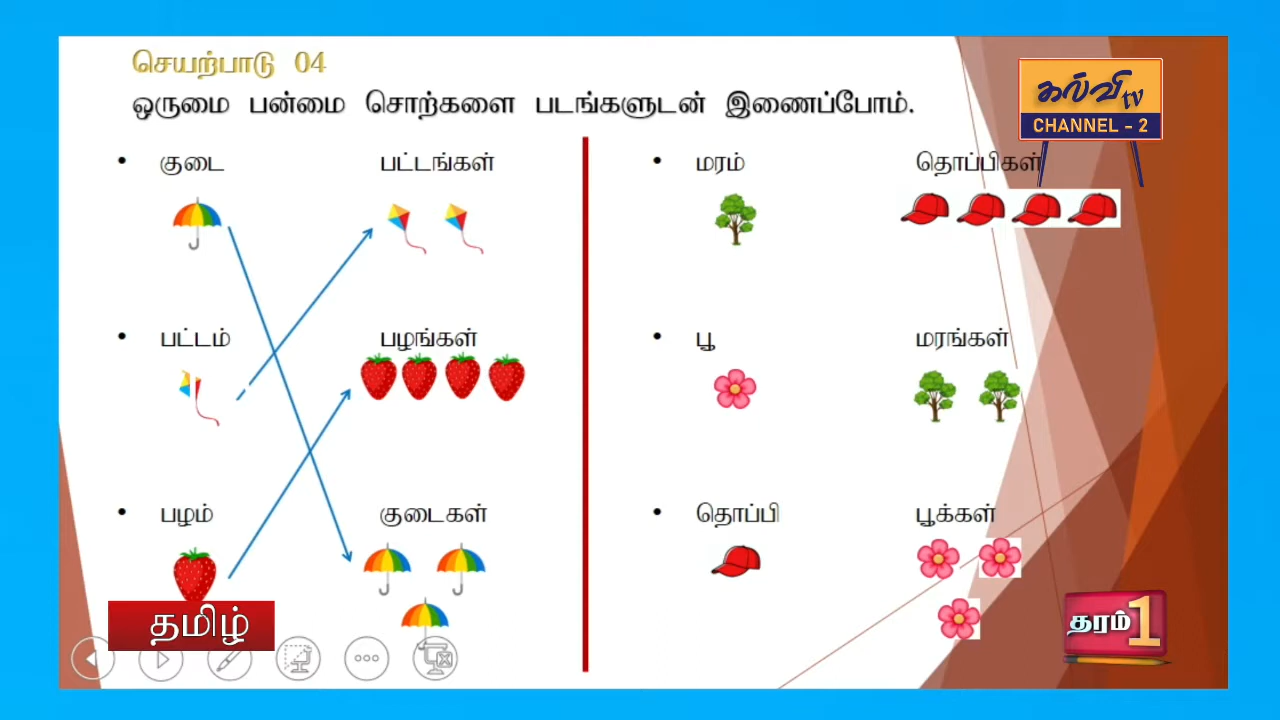 செயற்பாடு 04
ஒருமை பன்மை சொற்களை படங்களுடன் இணைப்போம்.
கல்வி tv
CHANNEL - 2
• குடை பட்டங்கள்
• பட்டம் பழங்கள்
• பழம் குடைகள்
• மரம் தொப்பிகள்
• பூ மரங்கள்
• தொப்பி பூக்கள்
தமிழ்
தரம் 1